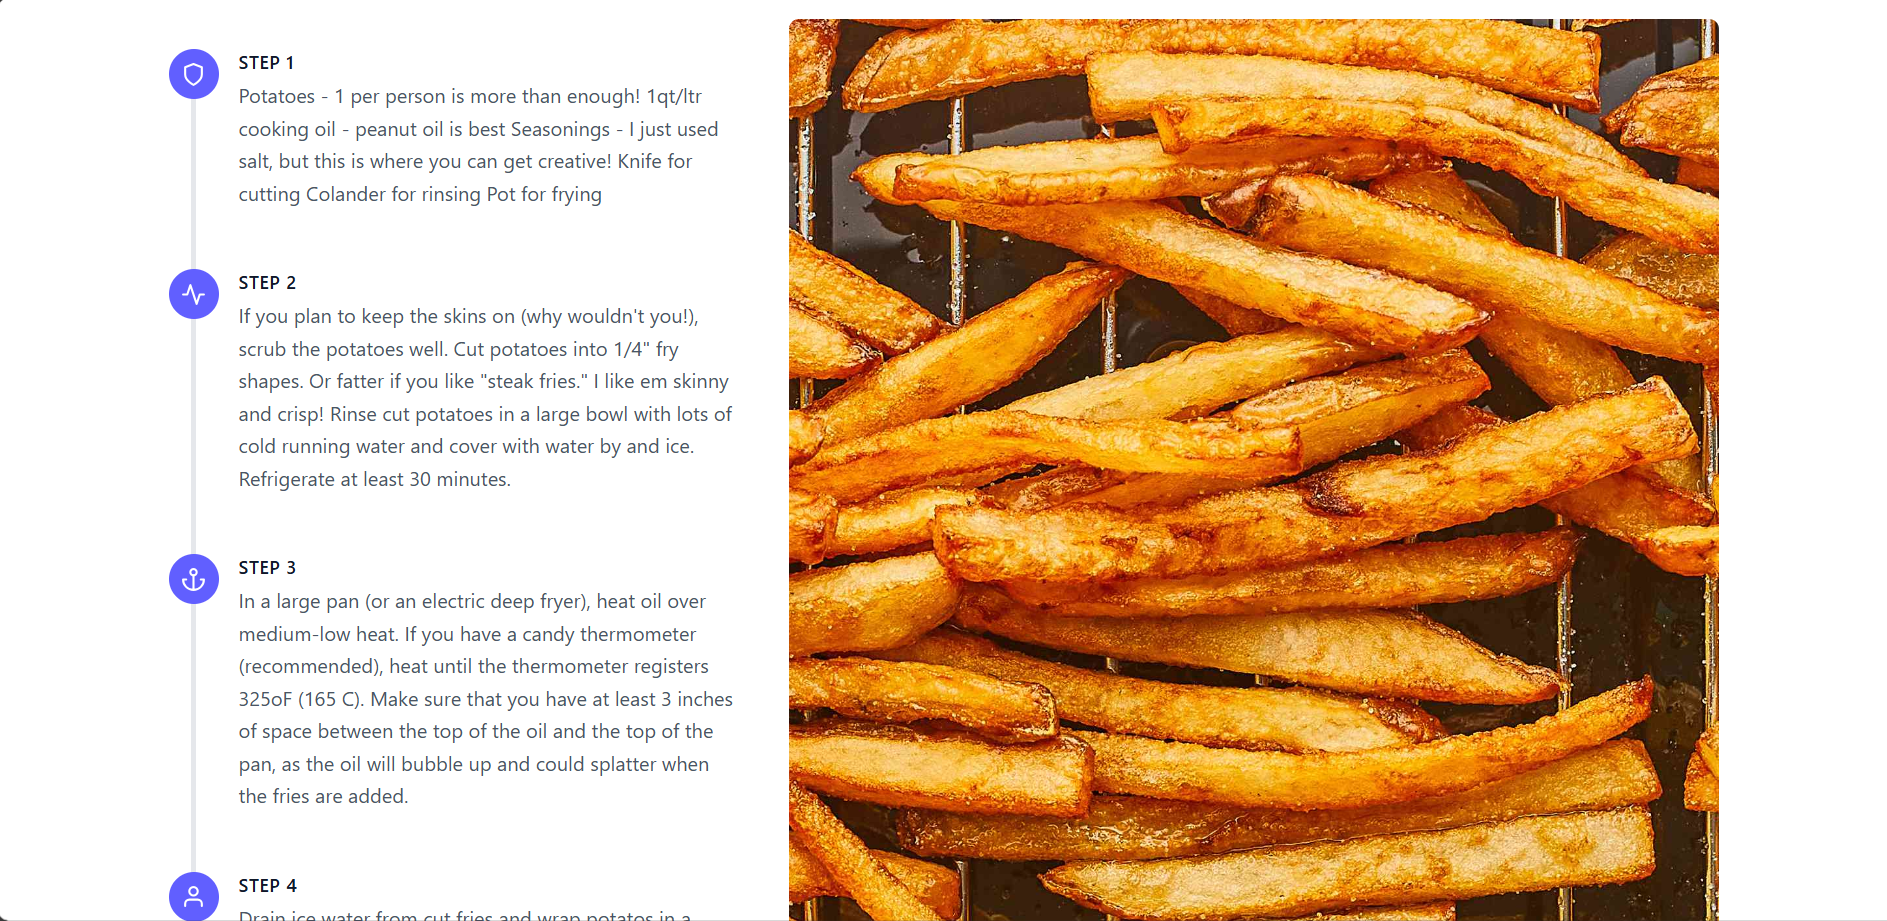 STEP 1
Potatoes - 1 per person is more than enough! 1qt/ltr
cooking oil - peanut oil is best Seasonings - I just used
salt, but this is where you can get creative! Knife for
cutting Colander for rinsing Pot for frying
STEP 2
If you plan to keep the skins on (why wouldn't you!),
scrub the potatoes well. Cut potatoes into 1/4" fry
shapes. Or fatter if you like "steak fries." I like em skinny
and crisp! Rinse cut potatoes in a large bowl with lots of
cold running water and cover with water by and ice.
Refrigerate at least 30 minutes.
STEP 3
In a large pan (or an electric deep fryer), heat oil over
medium-low heat. If you have a candy thermometer
(recommended), heat until the thermometer registers
325oF (165 C). Make sure that you have at least 3 inches
of space between the top of the oil and the top of the
pan, as the oil will bubble up and could splatter when
the fries are added.
STEP 4
Drain ice water from cut fries and wrap potatos in a